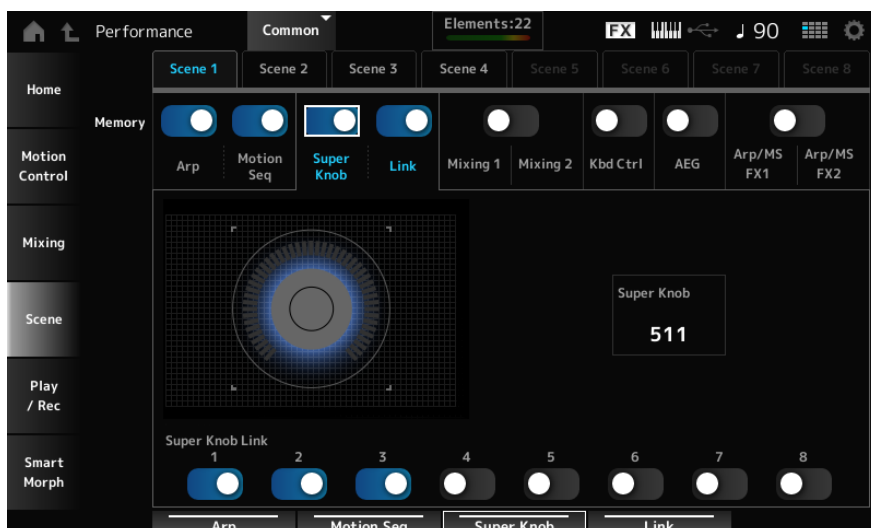 Performance
Common
Elements:22
FX
♩ 90
Home
Scene 1
Scene 2
Scene 3
Scene 4
Scene 5
Scene 6
Scene 7
Scene 8
Memory
Arp
Motion
Seq
Super
Knob
Link
Mixing 1
Mixing 2
Kbd Ctrl
AEG
Arp/MS
FX1
Arp/MS
FX2
Motion
Control
Mixing
Scene
Play
/ Rec
Smart
Morph
Super Knob
511
Super Knob Link
1 2 3 4 5 6 7 8
Arp
Motion Seq
Super Knob
Link